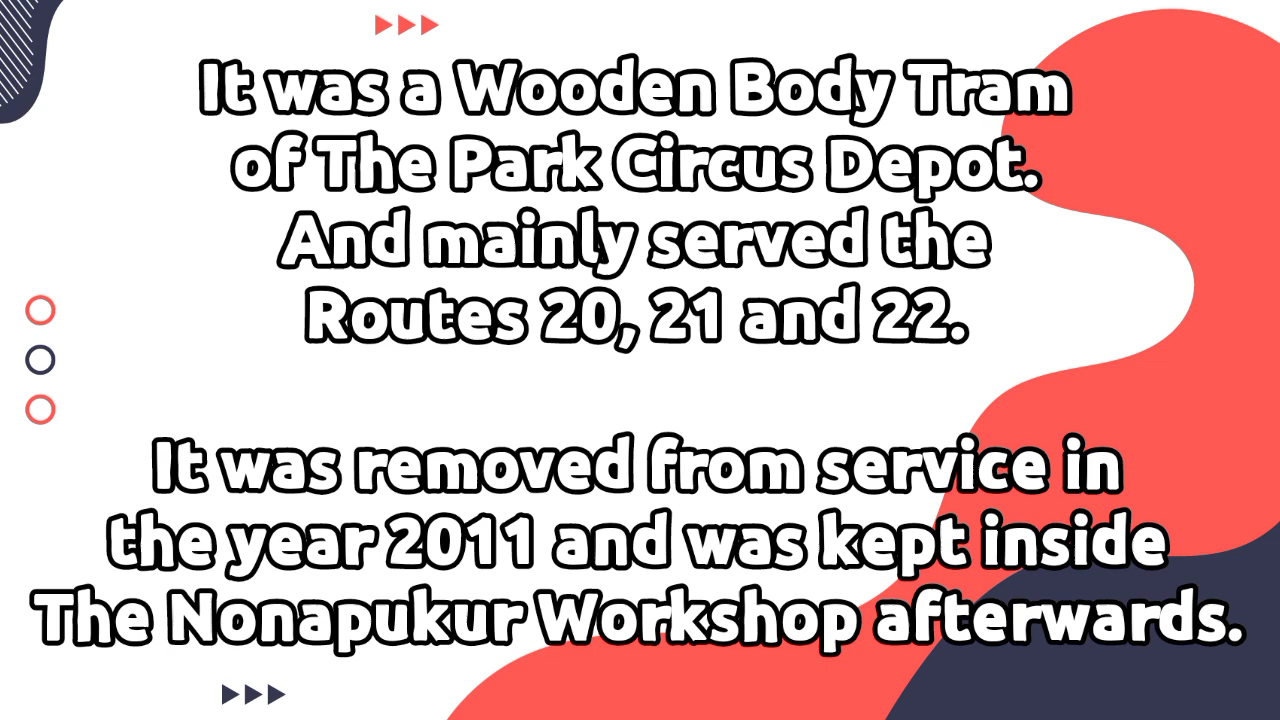 It was a Wooden Body Tram
of The Park Circus Depot.
And mainly served the
Routes 20, 21 and 22.
It was removed from service in
the year 2011 and was kept inside
The Nonapukur Workshop afterwards.